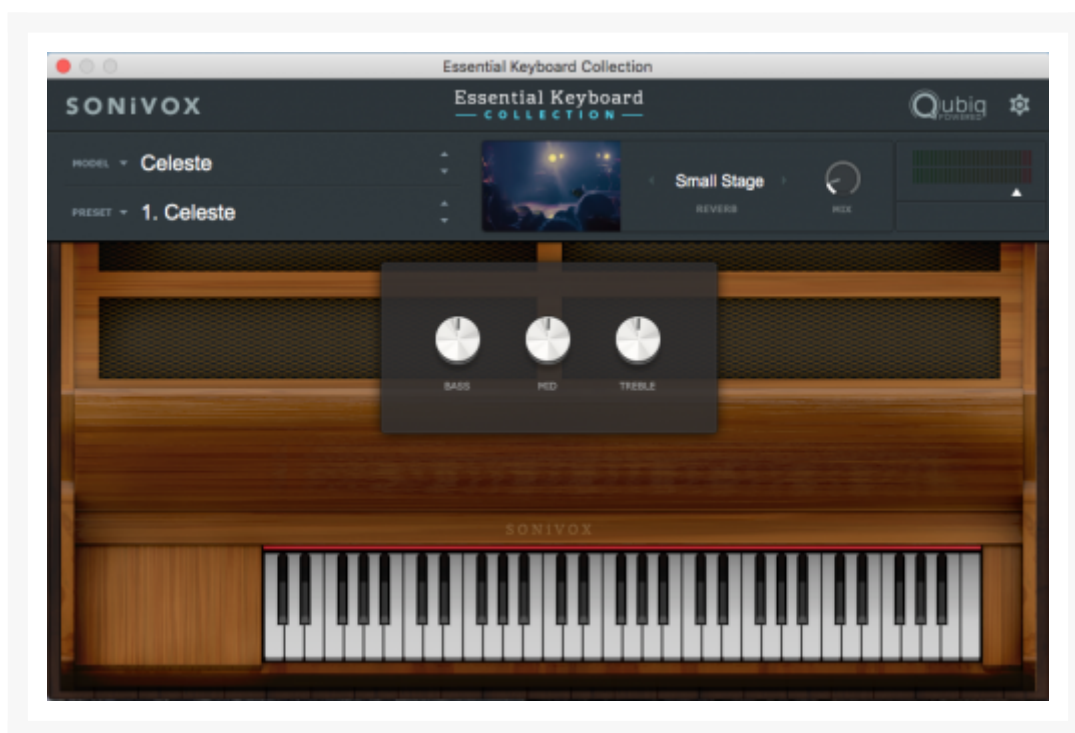 Essential Keyboard Collection
SONiVOX
Essential Keyboard
COLLECTION
Qubiq
POWERED
MODEL
Celeste
PRESET
1. Celeste
Small Stage
REVERB
MIX
BASS
MID
TREBLE
SONiVOX